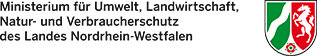 Ministerium für Umwelt, Landwirtschaft,
Natur- und Verbraucherschutz
des Landes Nordrhein-Westfalen